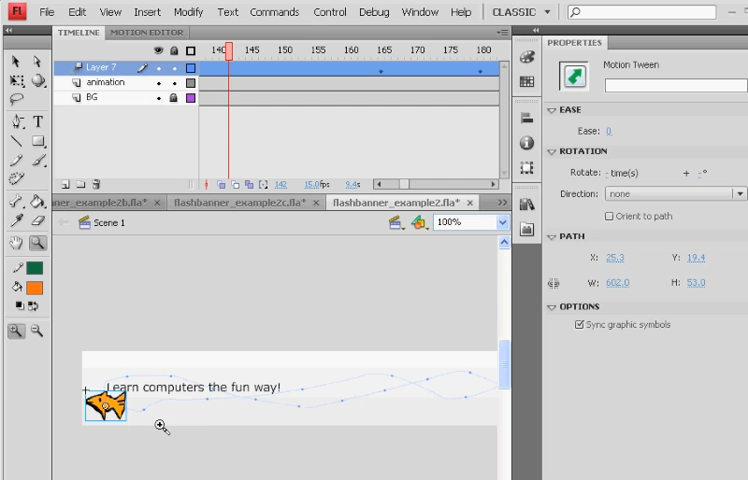 FL File Edit View Insert Modify Text Commands Control Debug Window Help CLASSIC
TIMELINE MOTION EDITOR
140 145 150 155 160 165 170 175 180
Layer 7
animation
BG
142 15.0fps 9.4s
nner_example2b.fla* flashbanner_example2c.fla* flashbanner_example2.fla*
Scene 1 100%
Learn computers the fun way!
PROPERTIES
Motion Tween
EASE
Ease: 0
ROTATION
Rotate: - time(s) + - °
Direction: none
Orient to path
PATH
X: 25.3 Y: 19.4
W: 602.0 H: 53.0
OPTIONS
Sync graphic symbols